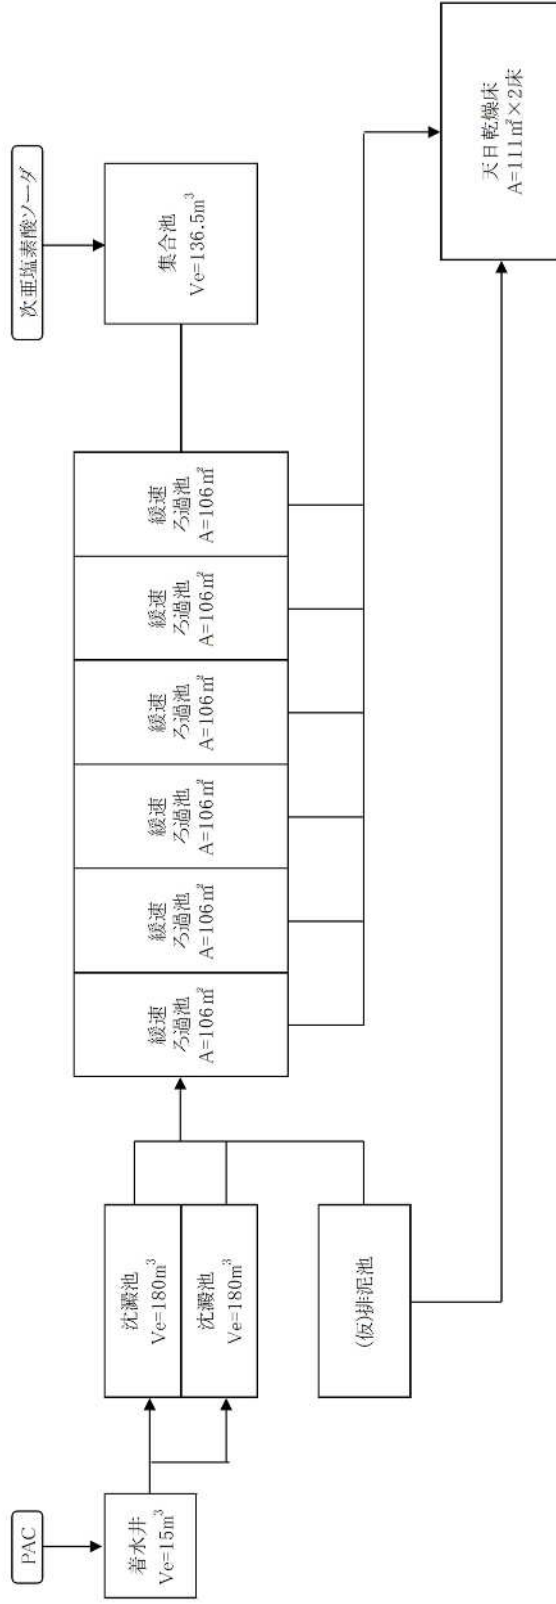 PAC
着水井
Ve=15m³
沈澱池
Ve=180m³
沈澱池
Ve=180m³
(仮)排泥池
緩速
ろ過池
A=106㎡
緩速
ろ過池
A=106㎡
緩速
ろ過池
A=106㎡
緩速
ろ過池
A=106㎡
緩速
ろ過池
A=106㎡
緩速
ろ過池
A=106㎡
次亜塩素酸ソーダ
集合池
Ve=136.5m³
天日乾燥床
A=111㎡×2床